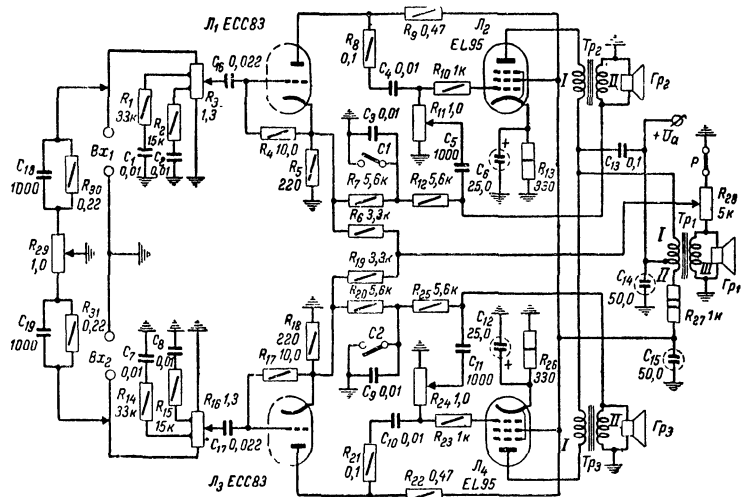 Л₁ ECC83
R₉ 0,47
Л₂
EL95
R₈
0,1
C₄ 0,01
R₁₀ 1к
I
Тр₂
II
Гр₂
C₁₆ 0,022
R₁
33к
R₂
15к
R₃
1,3
C₁
0,01
C₂
0,01
R₄ 10,0
R₅
220
C₃ 0,01
C1
R₁₁ 1,0
C₅
1000
C₆
25,0
+
R₁₃
330
C₁₃ 0,1
+Uа
P
R₇ 5,6к
R₁₂ 5,6к
R₆ 3,3к
R₂₈
5к
C₁₈
1000
R₃₀
0,22
Вх₁
R₂₉
1,0
R₁₉ 3,3к
Тр₁
I
II
III
Гр₁
C₁₄
50,0
R₂₇ 1к
C₁₅
50,0
C₁₉
1000
R₃₁
0,22
Вх₂
R₂₀ 5,6к
R₂₅ 5,6к
R₁₈
220
C2
C₉ 0,01
C₁₂
25,0
+
R₂₆
330
C₁₁
1000
R₂₄ 1,0
C₇
0,01
C₈
0,01
R₁₇ 10,0
R₁₄
33к
R₁₅
15к
R₁₆ 1,3
C₁₇ 0,022
C₁₀ 0,01
R₂₃ 1к
R₂₁
0,1
I
II
Тр₃
Гр₃
Л₃ ECC83
R₂₂ 0,47
Л₄
EL95